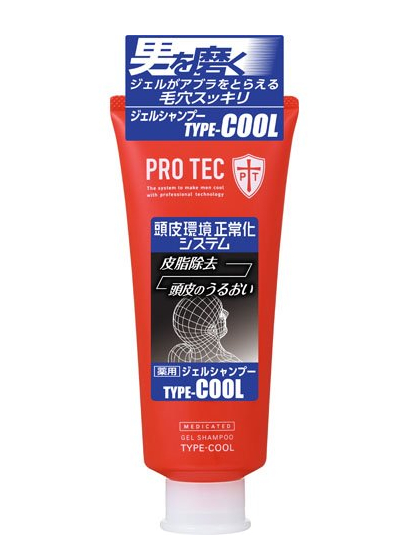 男を磨く
ジェルがアブラをとらえる
毛穴スッキリ
ジェルシャンプー
TYPE-COOL
PRO TEC
PT
The system to make men cool
with professional technology
頭皮環境正常化
システム
皮脂除去
頭皮のうるおい
薬用 ジェルシャンプー
TYPE-COOL
MEDICATED
GEL SHAMPOO
TYPE-COOL